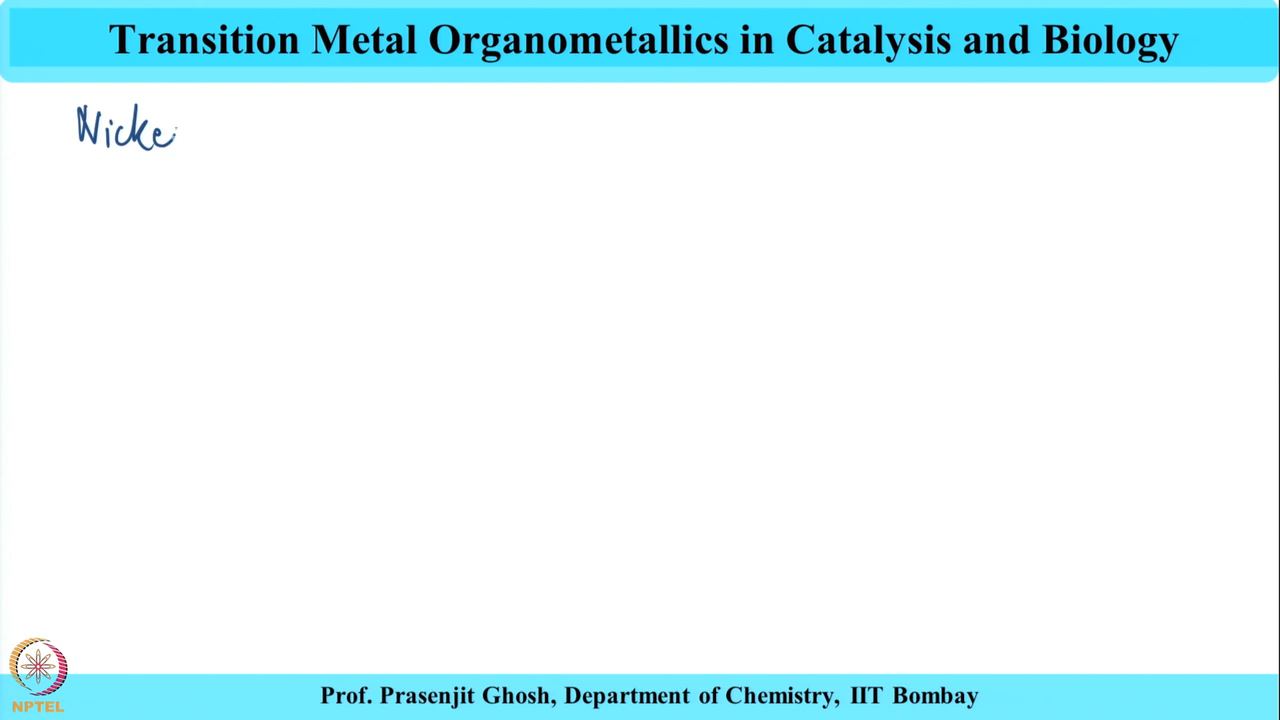 Transition Metal Organometallics in Catalysis and Biology
Nicke
NPTEL
Prof. Prasenjit Ghosh, Department of Chemistry, IIT Bombay